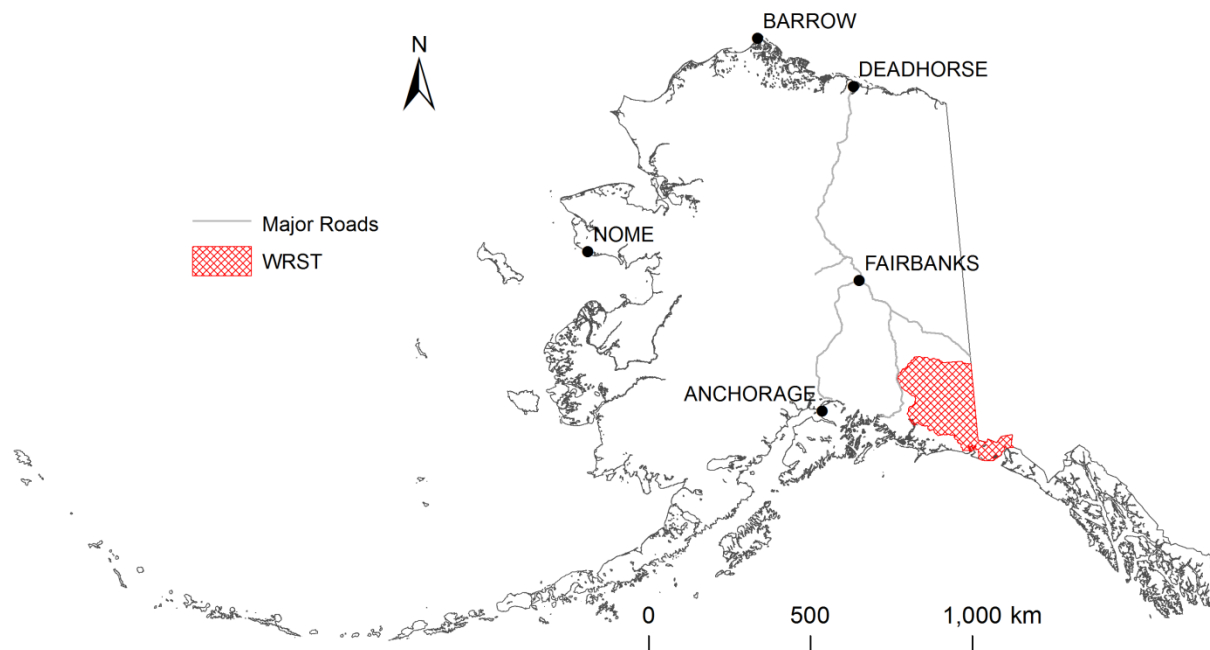 BARROW
N
DEADHORSE
Major Roads
NOME
WRST
FAIRBANKS
ANCHORAGE
0 500 1,000 km